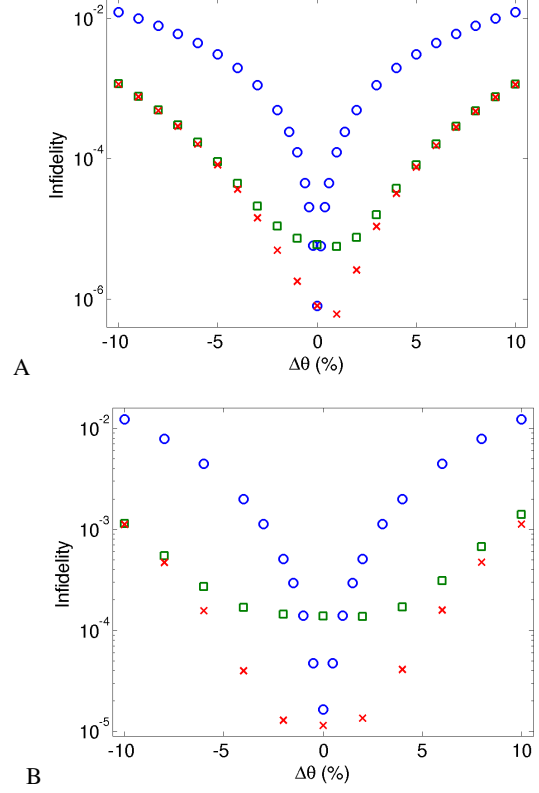 10⁻²
10⁻⁴
10⁻⁶
Infidelity
-10 -5 0 5 10
Δθ (%)
A
10⁻²
10⁻³
10⁻⁴
10⁻⁵
Infidelity
-10 -5 0 5 10
Δθ (%)
B